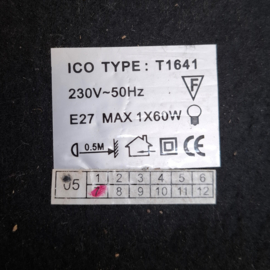 ICO TYPE: T1641
230V~50Hz
F
E27 MAX 1X60W
0.5M CE
05 1 2 3 4 5 6
8 9 10 11 12